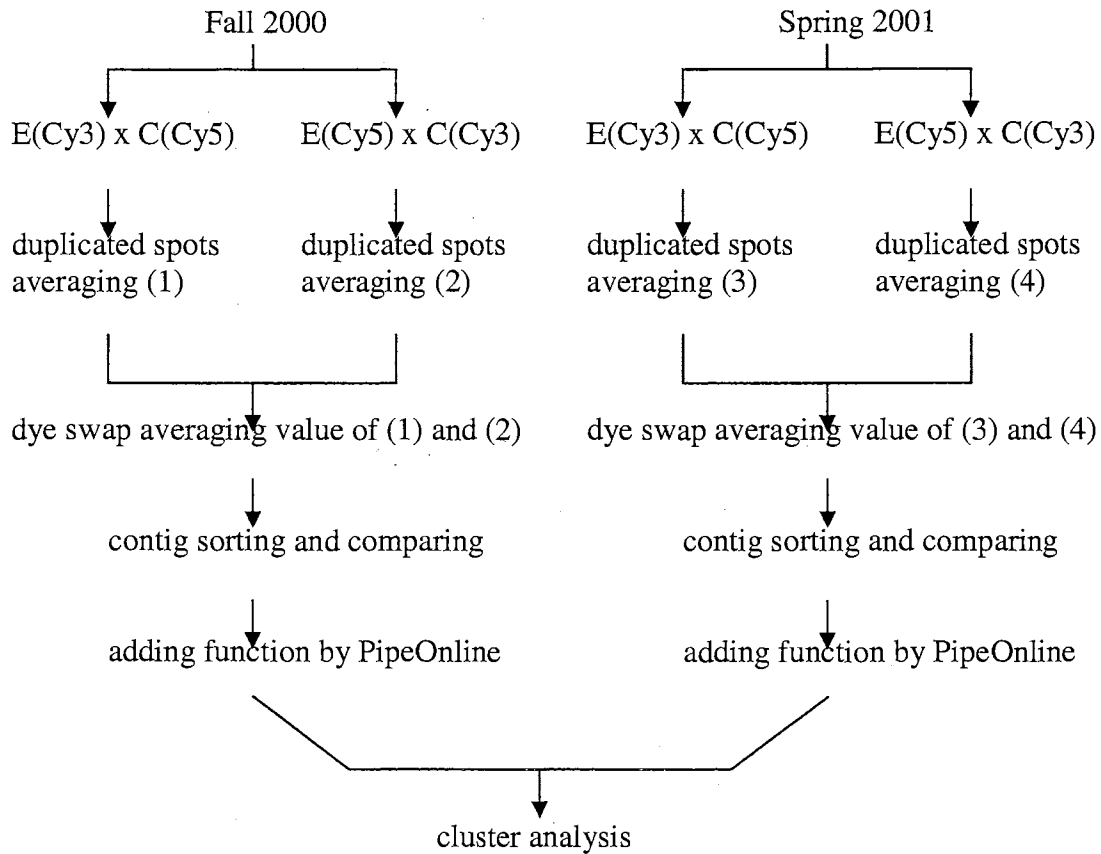 Fall 2000
Spring 2001
E(Cy3) x C(Cy5)
E(Cy5) x C(Cy3)
E(Cy3) x C(Cy5)
E(Cy5) x C(Cy3)
duplicated spots
averaging (1)
duplicated spots
averaging (2)
duplicated spots
averaging (3)
duplicated spots
averaging (4)
dye swap averaging value of (1) and (2)
dye swap averaging value of (3) and (4)
contig sorting and comparing
contig sorting and comparing
adding function by PipeOnline
adding function by PipeOnline
cluster analysis